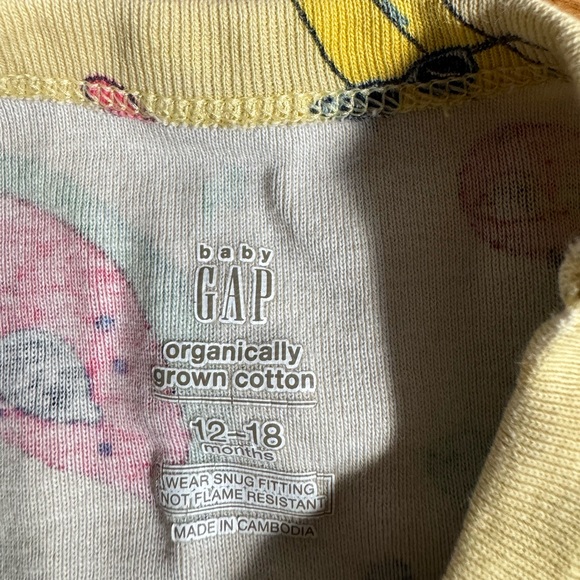 baby
GAP
organically
grown cotton
12–18
months
WEAR SNUG FITTING
NOT FLAME RESISTANT
MADE IN CAMBODIA